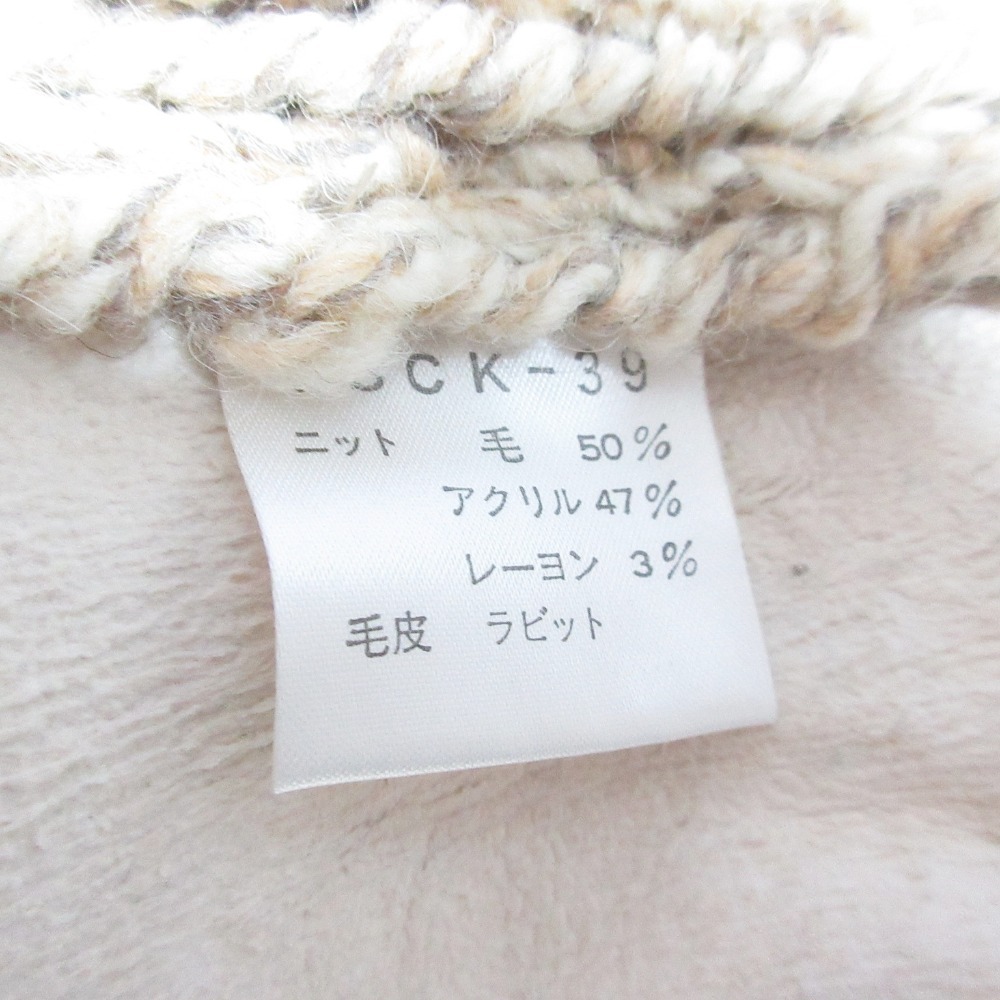 CK-39
ニット 毛 50%
アクリル 47%
レーヨン 3%
毛皮 ラビット